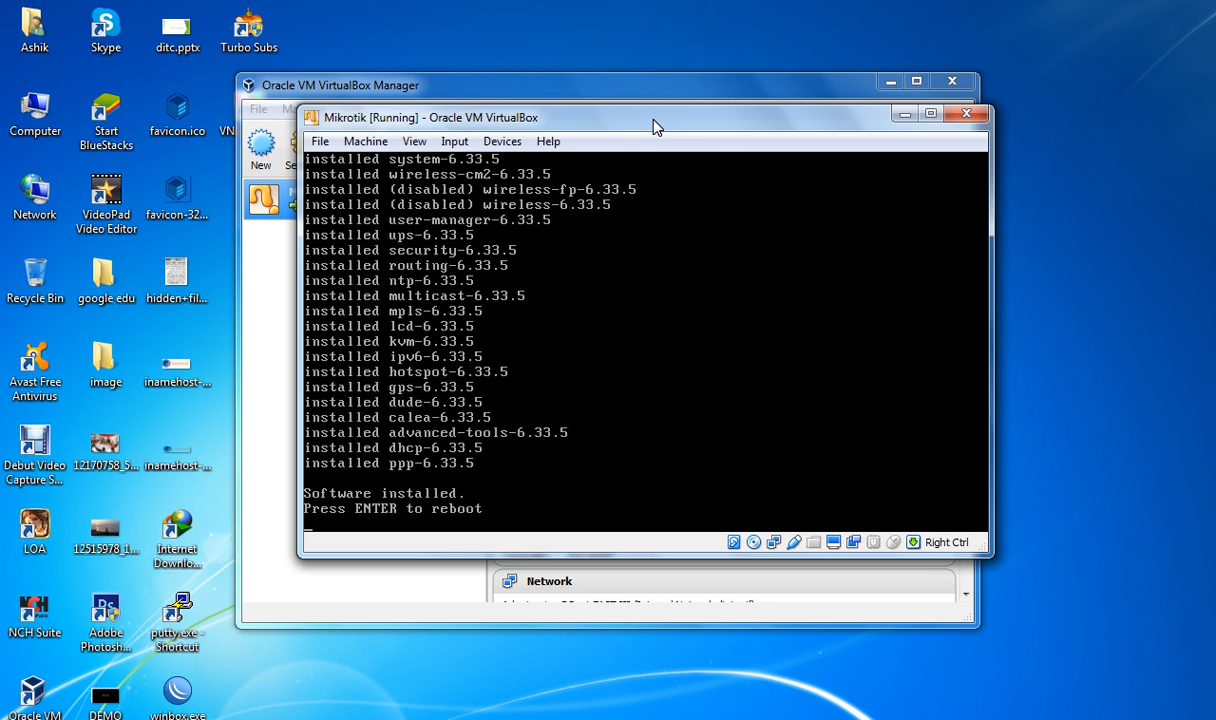 Ashik
Skype
ditc.pptx
Turbo Subs
Computer
Start
BlueStacks
favicon.ico
VN
Network
VideoPad
Video Editor
favicon-32...
Recycle Bin
google edu
hidden+fil...
Avast Free
Antivirus
image
inamehost-...
Debut Video
Capture S...
12170758_5...
inamehost-...
LOA
12515978_1...
Internet
Downlo...
NCH Suite
Adobe
Photosh...
putty.exe -
Shortcut
Oracle VM
DEMO
winbox.exe
Oracle VM VirtualBox Manager
File
New
Mikrotik [Running] - Oracle VM VirtualBox
File Machine View Input Devices Help
installed system-6.33.5
installed wireless-cm2-6.33.5
installed (disabled) wireless-fp-6.33.5
installed (disabled) wireless-6.33.5
installed user-manager-6.33.5
installed ups-6.33.5
installed security-6.33.5
installed routing-6.33.5
installed ntp-6.33.5
installed multicast-6.33.5
installed mpls-6.33.5
installed lcd-6.33.5
installed kvm-6.33.5
installed ipv6-6.33.5
installed hotspot-6.33.5
installed gps-6.33.5
installed dude-6.33.5
installed calea-6.33.5
installed advanced-tools-6.33.5
installed dhcp-6.33.5
installed ppp-6.33.5
Software installed.
Press ENTER to reboot
Right Ctrl
Network